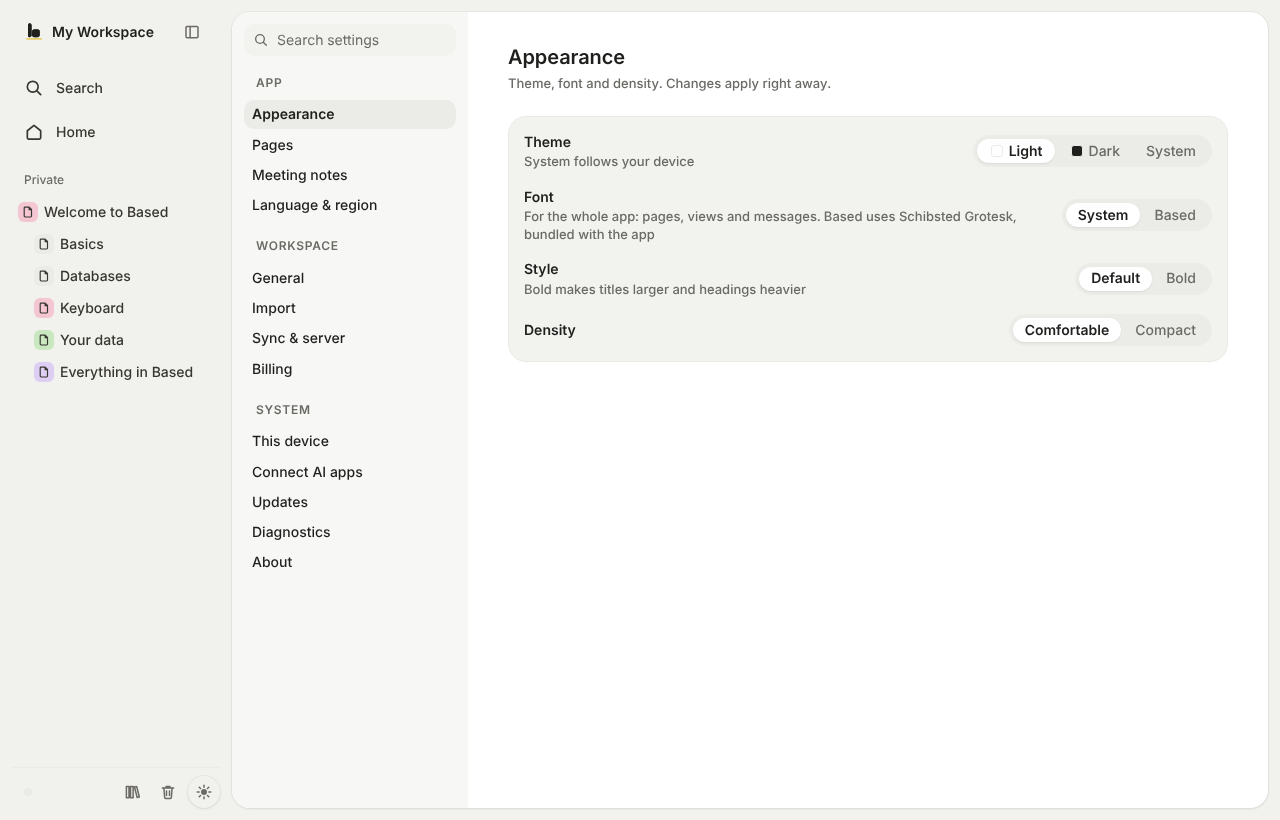 My Workspace
Search
Home
Private
Welcome to Based
Basics
Databases
Keyboard
Your data
Everything in Based
Search settings
APP
Appearance
Pages
Meeting notes
Language & region
WORKSPACE
General
Import
Sync & server
Billing
SYSTEM
This device
Connect AI apps
Updates
Diagnostics
About
Appearance
Theme, font and density. Changes apply right away.
Theme
System follows your device
Light Dark System
Font
For the whole app: pages, views and messages. Based uses Schibsted Grotesk,
bundled with the app
System Based
Style
Bold makes titles larger and headings heavier
Default Bold
Density
Comfortable Compact